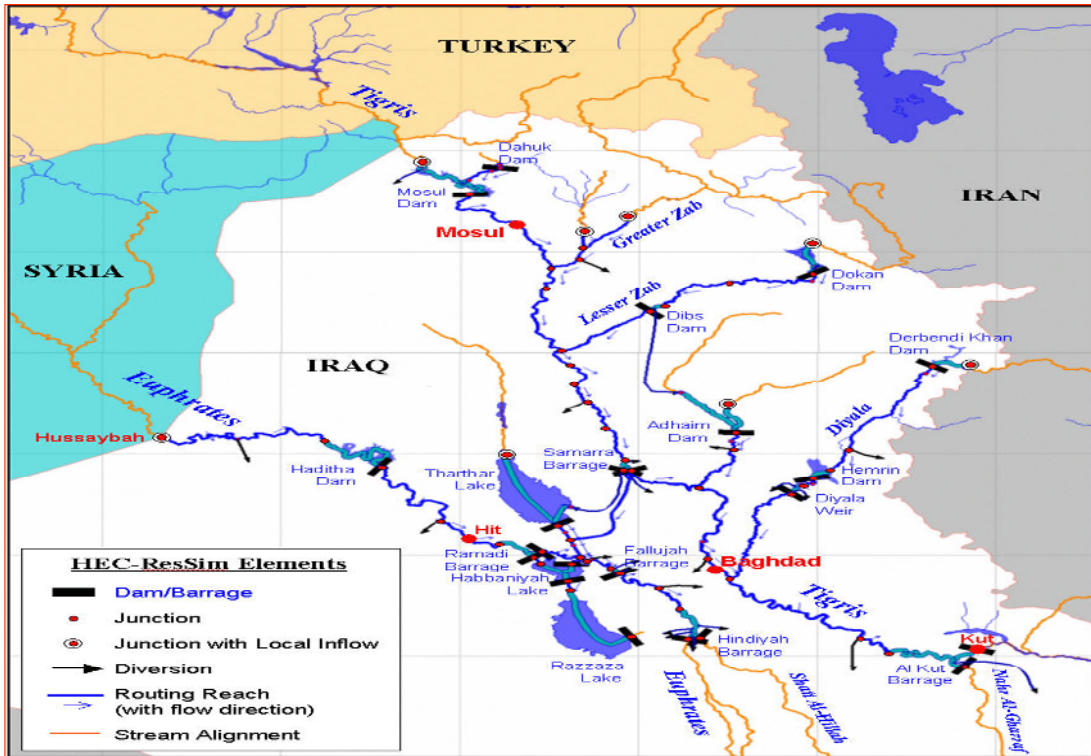 TURKEY
Tigris
Dahuk
Dam
Mosul
Dam
IRAN
Mosul
Greater Zab
SYRIA
Dokan
Dam
Lesser Zab
Dibs
Dam
Derbendi Khan
Dam
IRAQ
Euphrates
Hussaybah
Adhaim
Dam
Diyala
Samarra
Barrage
Haditha
Dam
Tharthar
Lake
Hemrin
Dam
Diyala
Weir
Hit
Ramadi
Barrage
Habbaniyah
Lake
Fallujah
Barrage
Baghdad
Tigris
HEC-ResSim Elements
Dam/Barrage
Junction
Junction with Local Inflow
Diversion
Routing Reach
(with flow direction)
Stream Alignment
Razzaza
Lake
Hindiyah
Barrage
Kut
Al Kut
Barrage
Euphrates
Shatt Al-Hillah
Nahr Al-Gharraf